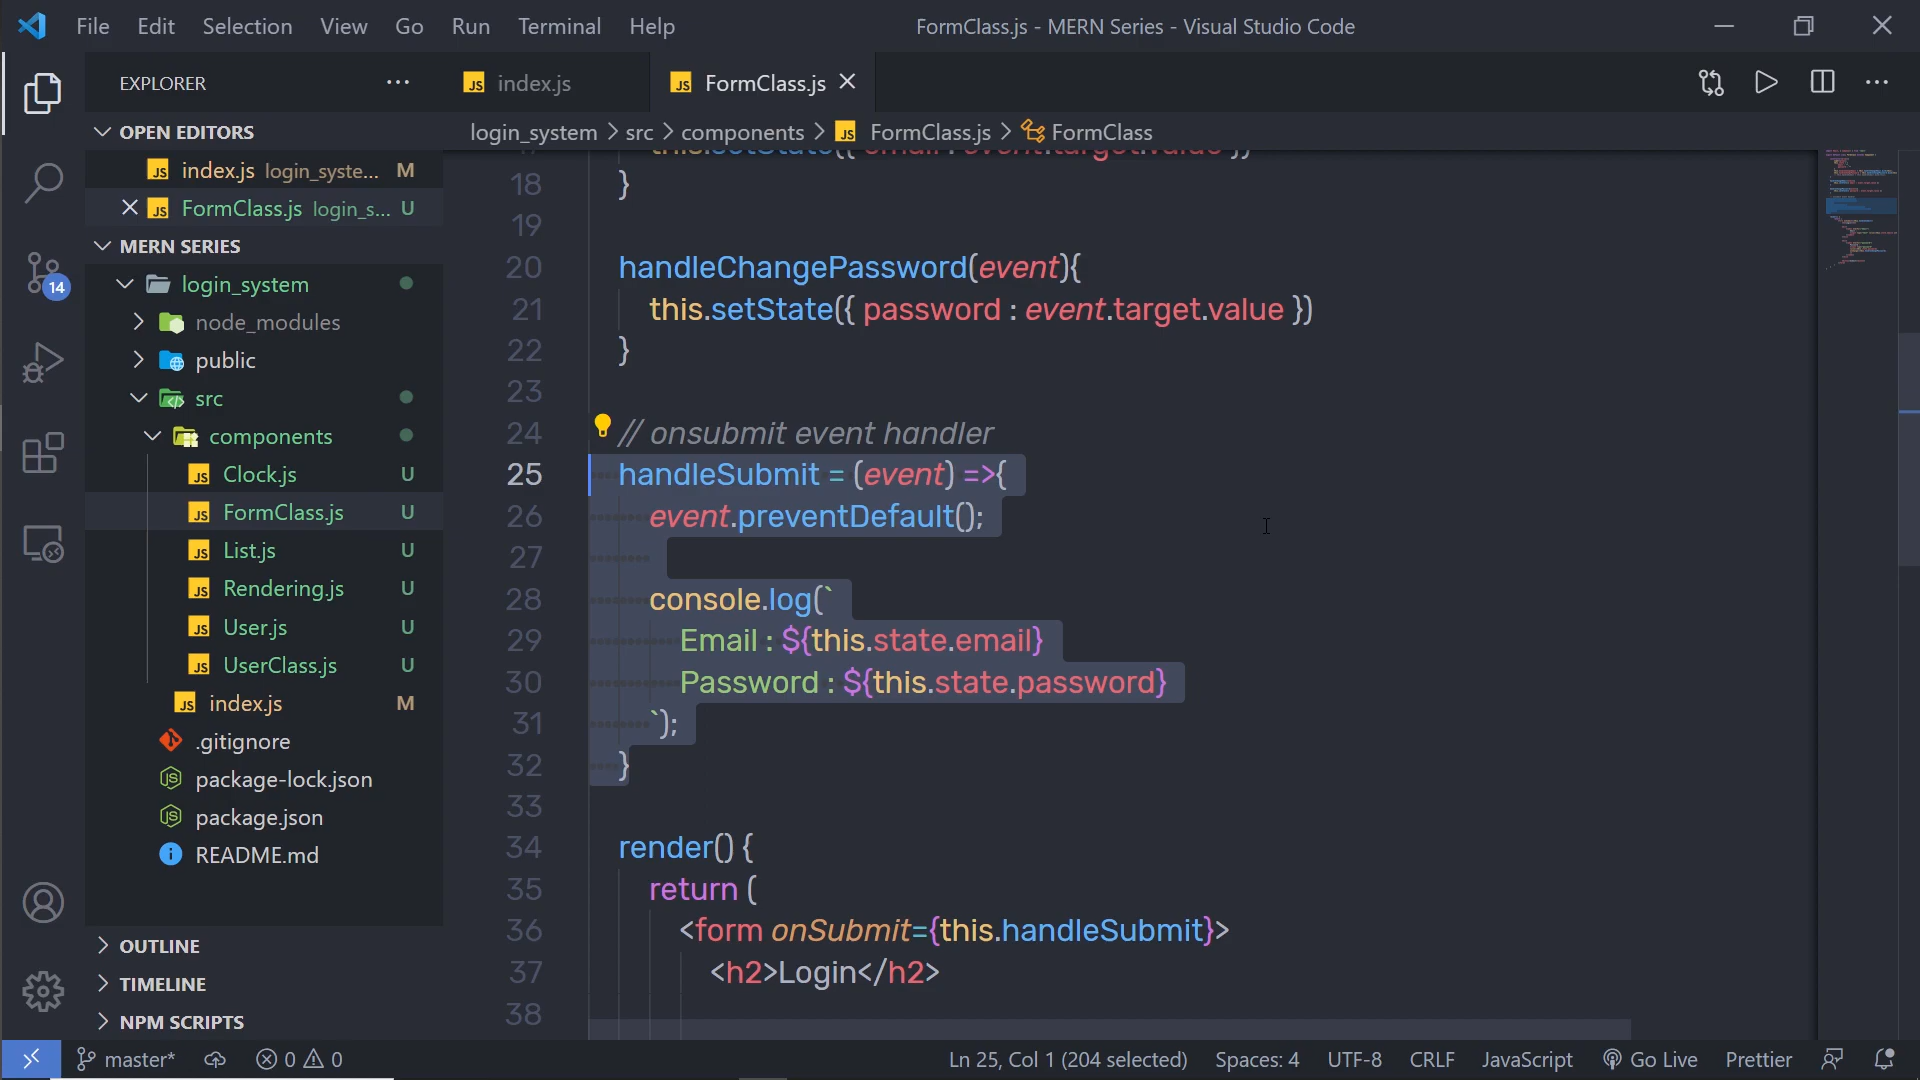 File Edit Selection View Go Run Terminal Help
FormClass.js - MERN Series - Visual Studio Code
EXPLORER
OPEN EDITORS
index.js login_syste... M
FormClass.js login_s... U
MERN SERIES
login_system
node_modules
public
src
components
Clock.js U
FormClass.js U
List.js U
Rendering.js U
User.js U
UserClass.js U
index.js M
.gitignore
package-lock.json
package.json
README.md
OUTLINE
TIMELINE
NPM SCRIPTS
14
index.js
FormClass.js
login_system > src > components > FormClass.js > FormClass
this.setState({ email : event.target.value })
18 }
19
20 handleChangePassword(event){
21 this.setState({ password : event.target.value })
22 }
23
24 // onsubmit event handler
25 handleSubmit = (event) =>{
26 event.preventDefault();
27
28 console.log(`
29 Email : ${this.state.email}
30 Password : ${this.state.password}
31 `);
32 }
33
34 render() {
35 return (
36 <form onSubmit={this.handleSubmit}>
37 <h2>Login</h2>
38
master* 0 0
Ln 25, Col 1 (204 selected) Spaces: 4 UTF-8 CRLF JavaScript Go Live Prettier